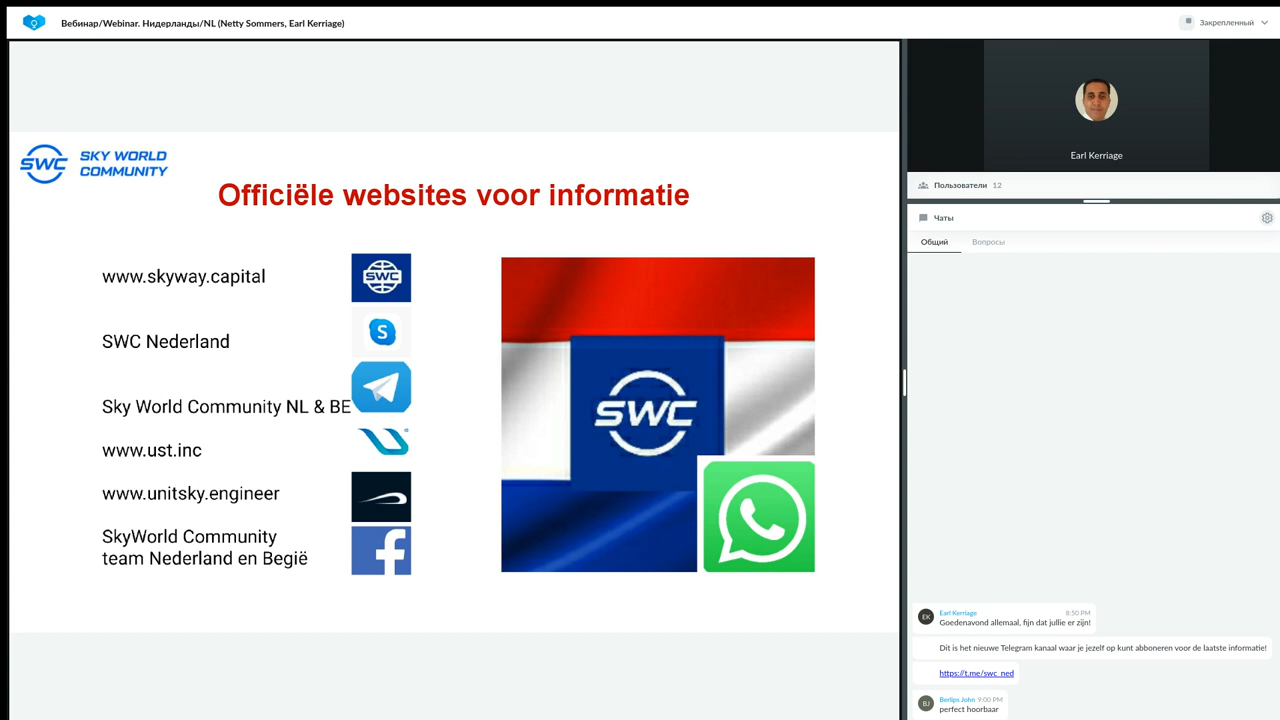 Вебинар/Webinar. Нидерланды/NL (Netty Sommers, Earl Kerriage)
Закрепленный
SWC SKY WORLD
COMMUNITY
Officiële websites voor informatie
www.skyway.capital
SWC
SWC Nederland
S
Sky World Community NL & BE
www.ust.inc
www.unitsky.engineer
SkyWorld Community
team Nederland en Begië
f
SWC
Earl Kerriage
Пользователи 12
Чаты
Общий Вопросы
EK
Earl Kerriage 8:50 PM
Goedenavond allemaal, fijn dat jullie er zijn!
Dit is het nieuwe Telegram kanaal waar je jezelf op kunt abboneren voor de laatste informatie!
https://t.me/swc_ned
BJ
Berlips John 9:00 PM
perfect hoorbaar